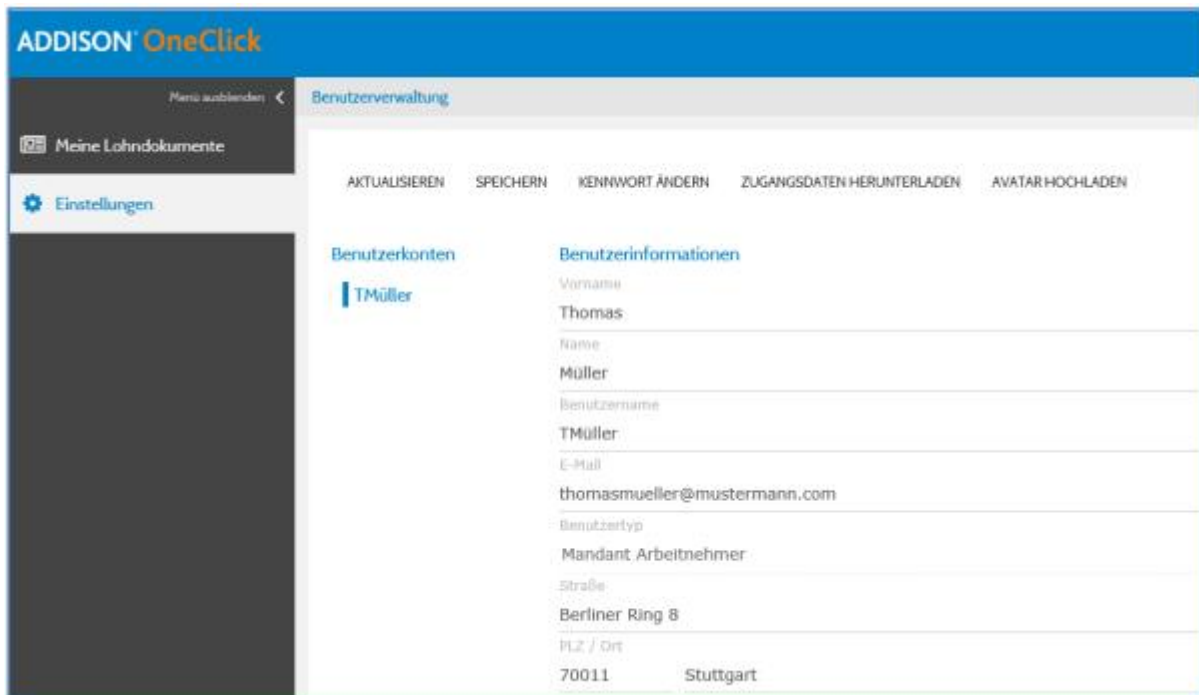 ADDISON® OneClick
Menü ausblenden
Benutzerverwaltung
Meine Lohndokumente
Einstellungen
AKTUALISIEREN SPEICHERN KENNWORT ÄNDERN ZUGANGSDATEN HERUNTERLADEN AVATAR HOCHLADEN
Benutzerkonten
TMüller
Benutzerinformationen
Vorname
Thomas
Name
Müller
Benutzername
TMüller
E-Mail
thomasmueller@mustermann.com
Benutzertyp
Mandant Arbeitnehmer
Straße
Berliner Ring 8
PLZ / Ort
70011 Stuttgart